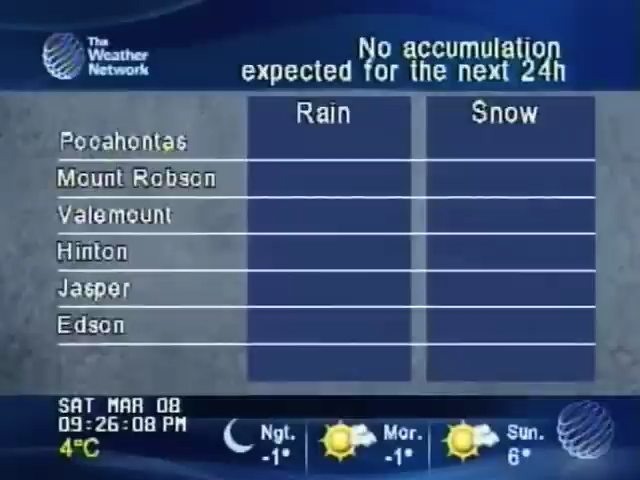 The
Weather
Network
No accumulation
expected for the next 24h
Rain Snow
Pocahontas
Mount Robson
Valemount
Hinton
Jasper
Edson
SAT MAR 08
09:26:08 PM
4°C
Ngt.
-1°
Mor.
-1°
Sun.
6°